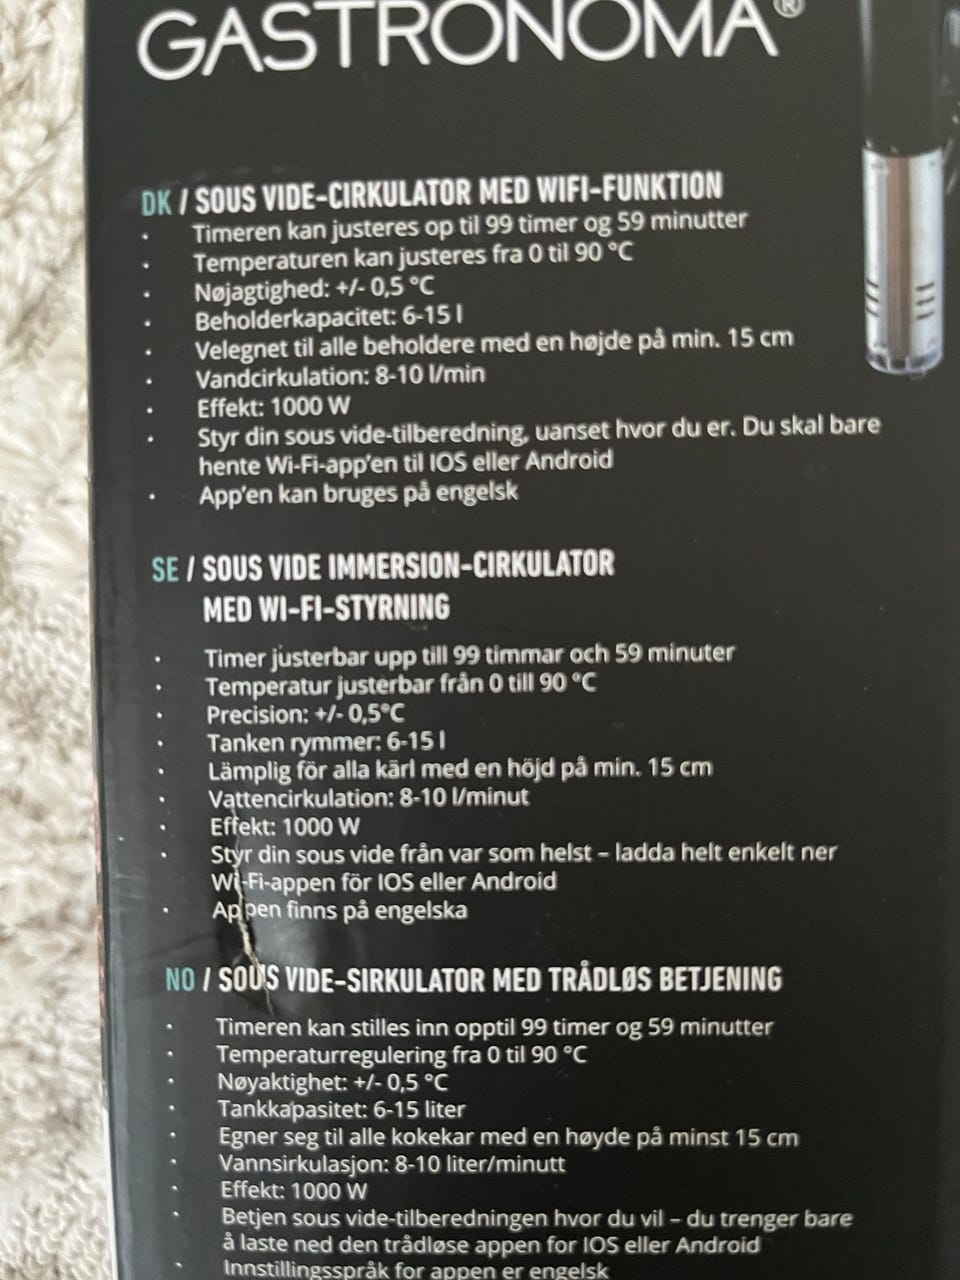 GASTRONOMA®
DK / SOUS VIDE-CIRKULATOR MED WIFI-FUNKTION
· Timeren kan justeres op til 99 timer og 59 minutter
· Temperaturen kan justeres fra 0 til 90 °C
· Nøjagtighed: +/- 0,5 °C
· Beholderkapacitet: 6-15 l
· Velegnet til alle beholdere med en højde på min. 15 cm
· Vandcirkulation: 8-10 l/min
· Effekt: 1000 W
· Styr din sous vide-tilberedning, uanset hvor du er. Du skal bare
hente Wi-Fi-app'en til IOS eller Android
· App'en kan bruges på engelsk
SE / SOUS VIDE IMMERSION-CIRKULATOR
MED WI-FI-STYRNING
· Timer justerbar upp till 99 timmar och 59 minuter
· Temperatur justerbar från 0 till 90 °C
· Precision: +/- 0,5°C
· Tanken rymmer: 6-15 l
· Lämplig för alla kärl med en höjd på min. 15 cm
· Vattencirkulation: 8-10 l/minut
· Effekt: 1000 W
· Styr din sous vide från var som helst – ladda helt enkelt ner
Wi-Fi-appen för IOS eller Android
· Appen finns på engelska
NO / SOUS VIDE-SIRKULATOR MED TRÅDLØS BETJENING
· Timeren kan stilles inn opptil 99 timer og 59 minutter
· Temperaturregulering fra 0 til 90 °C
· Nøyaktighet: +/- 0,5 °C
· Tankkapasitet: 6-15 liter
· Egner seg til alle kokekar med en høyde på minst 15 cm
· Vannsirkulasjon: 8-10 liter/minutt
· Effekt: 1000 W
· Betjen sous vide-tilberedningen hvor du vil – du trenger bare
å laste ned den trådløse appen for IOS eller Android
· Innstillingsspråk for appen er engelsk